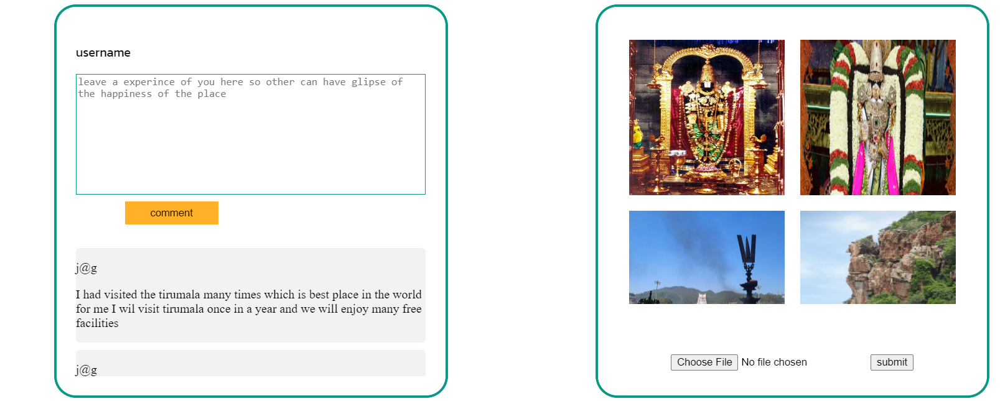 username
leave a experince of you here so other can have glipse of
the happiness of the place
comment
j@g
I had visited the tirumala many times which is best place in the world
for me I wil visit tirumala once in a year and we will enjoy many free
facilities
j@g
Choose File No file chosen
submit